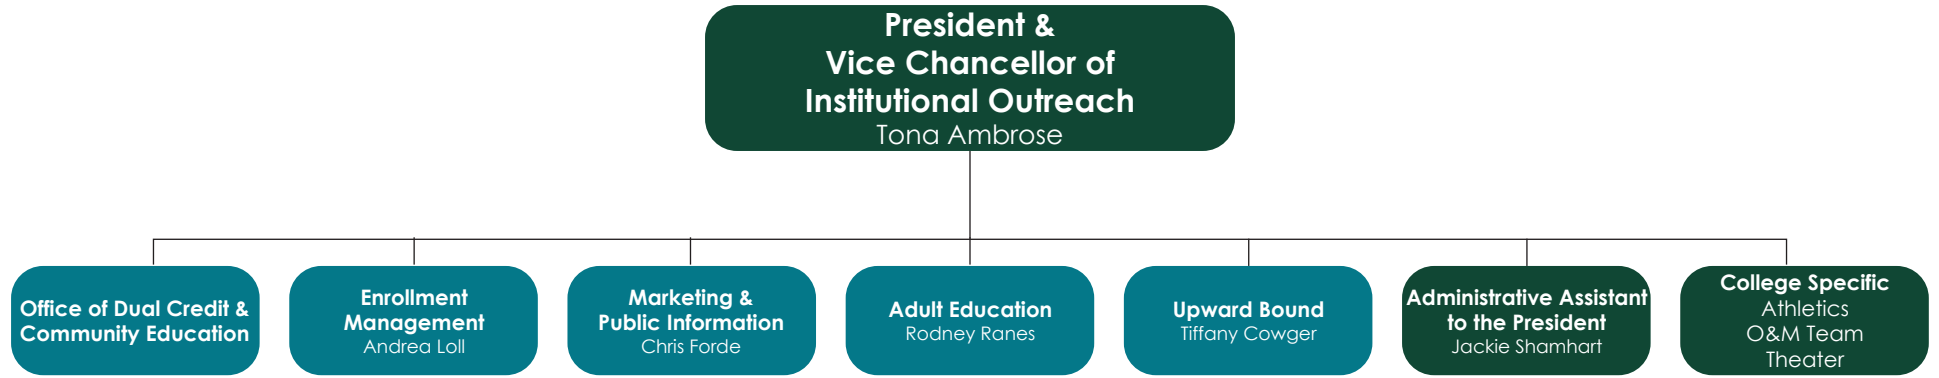 President &
Vice Chancellor of
Institutional Outreach
Tona Ambrose
Office of Dual Credit &
Community Education
Enrollment
Management
Andrea Loll
Marketing &
Public Information
Chris Forde
Adult Education
Rodney Ranes
Upward Bound
Tiffany Cowger
Administrative Assistant
to the President
Jackie Shamhart
College Specific
Athletics
O&M Team
Theater